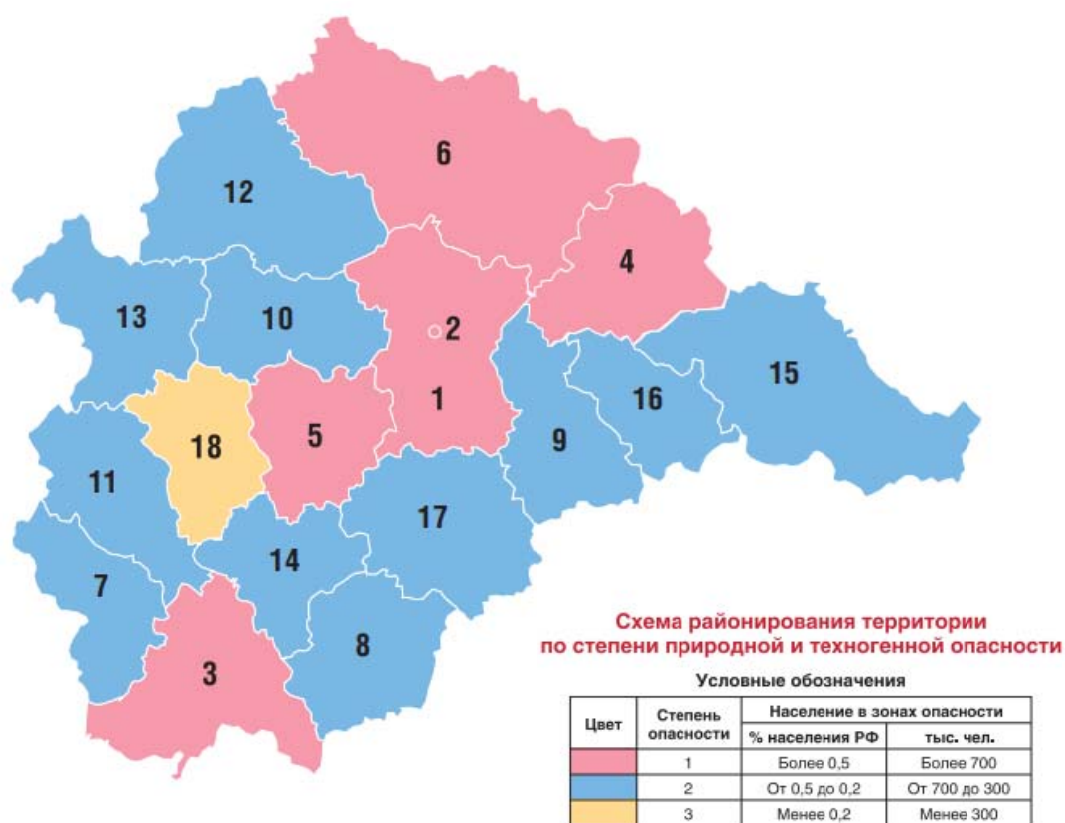 6
12
4
13
10
2
15
1
16
18
5
9
11
17
14
7
8
3
Схема районирования территории
по степени природной и техногенной опасности
Условные обозначения
Цвет Степень опасности Население в зонах опасности
% населения РФ тыс. чел.
1 Более 0,5 Более 700
2 От 0,5 до 0,2 От 700 до 300
3 Менее 0,2 Менее 300